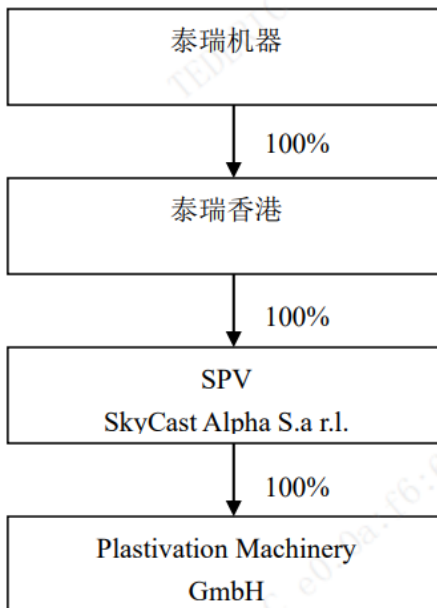 泰瑞机器
100%
泰瑞香港
100%
SPV
SkyCast Alpha S.a r.l.
100%
Plastivation Machinery
GmbH